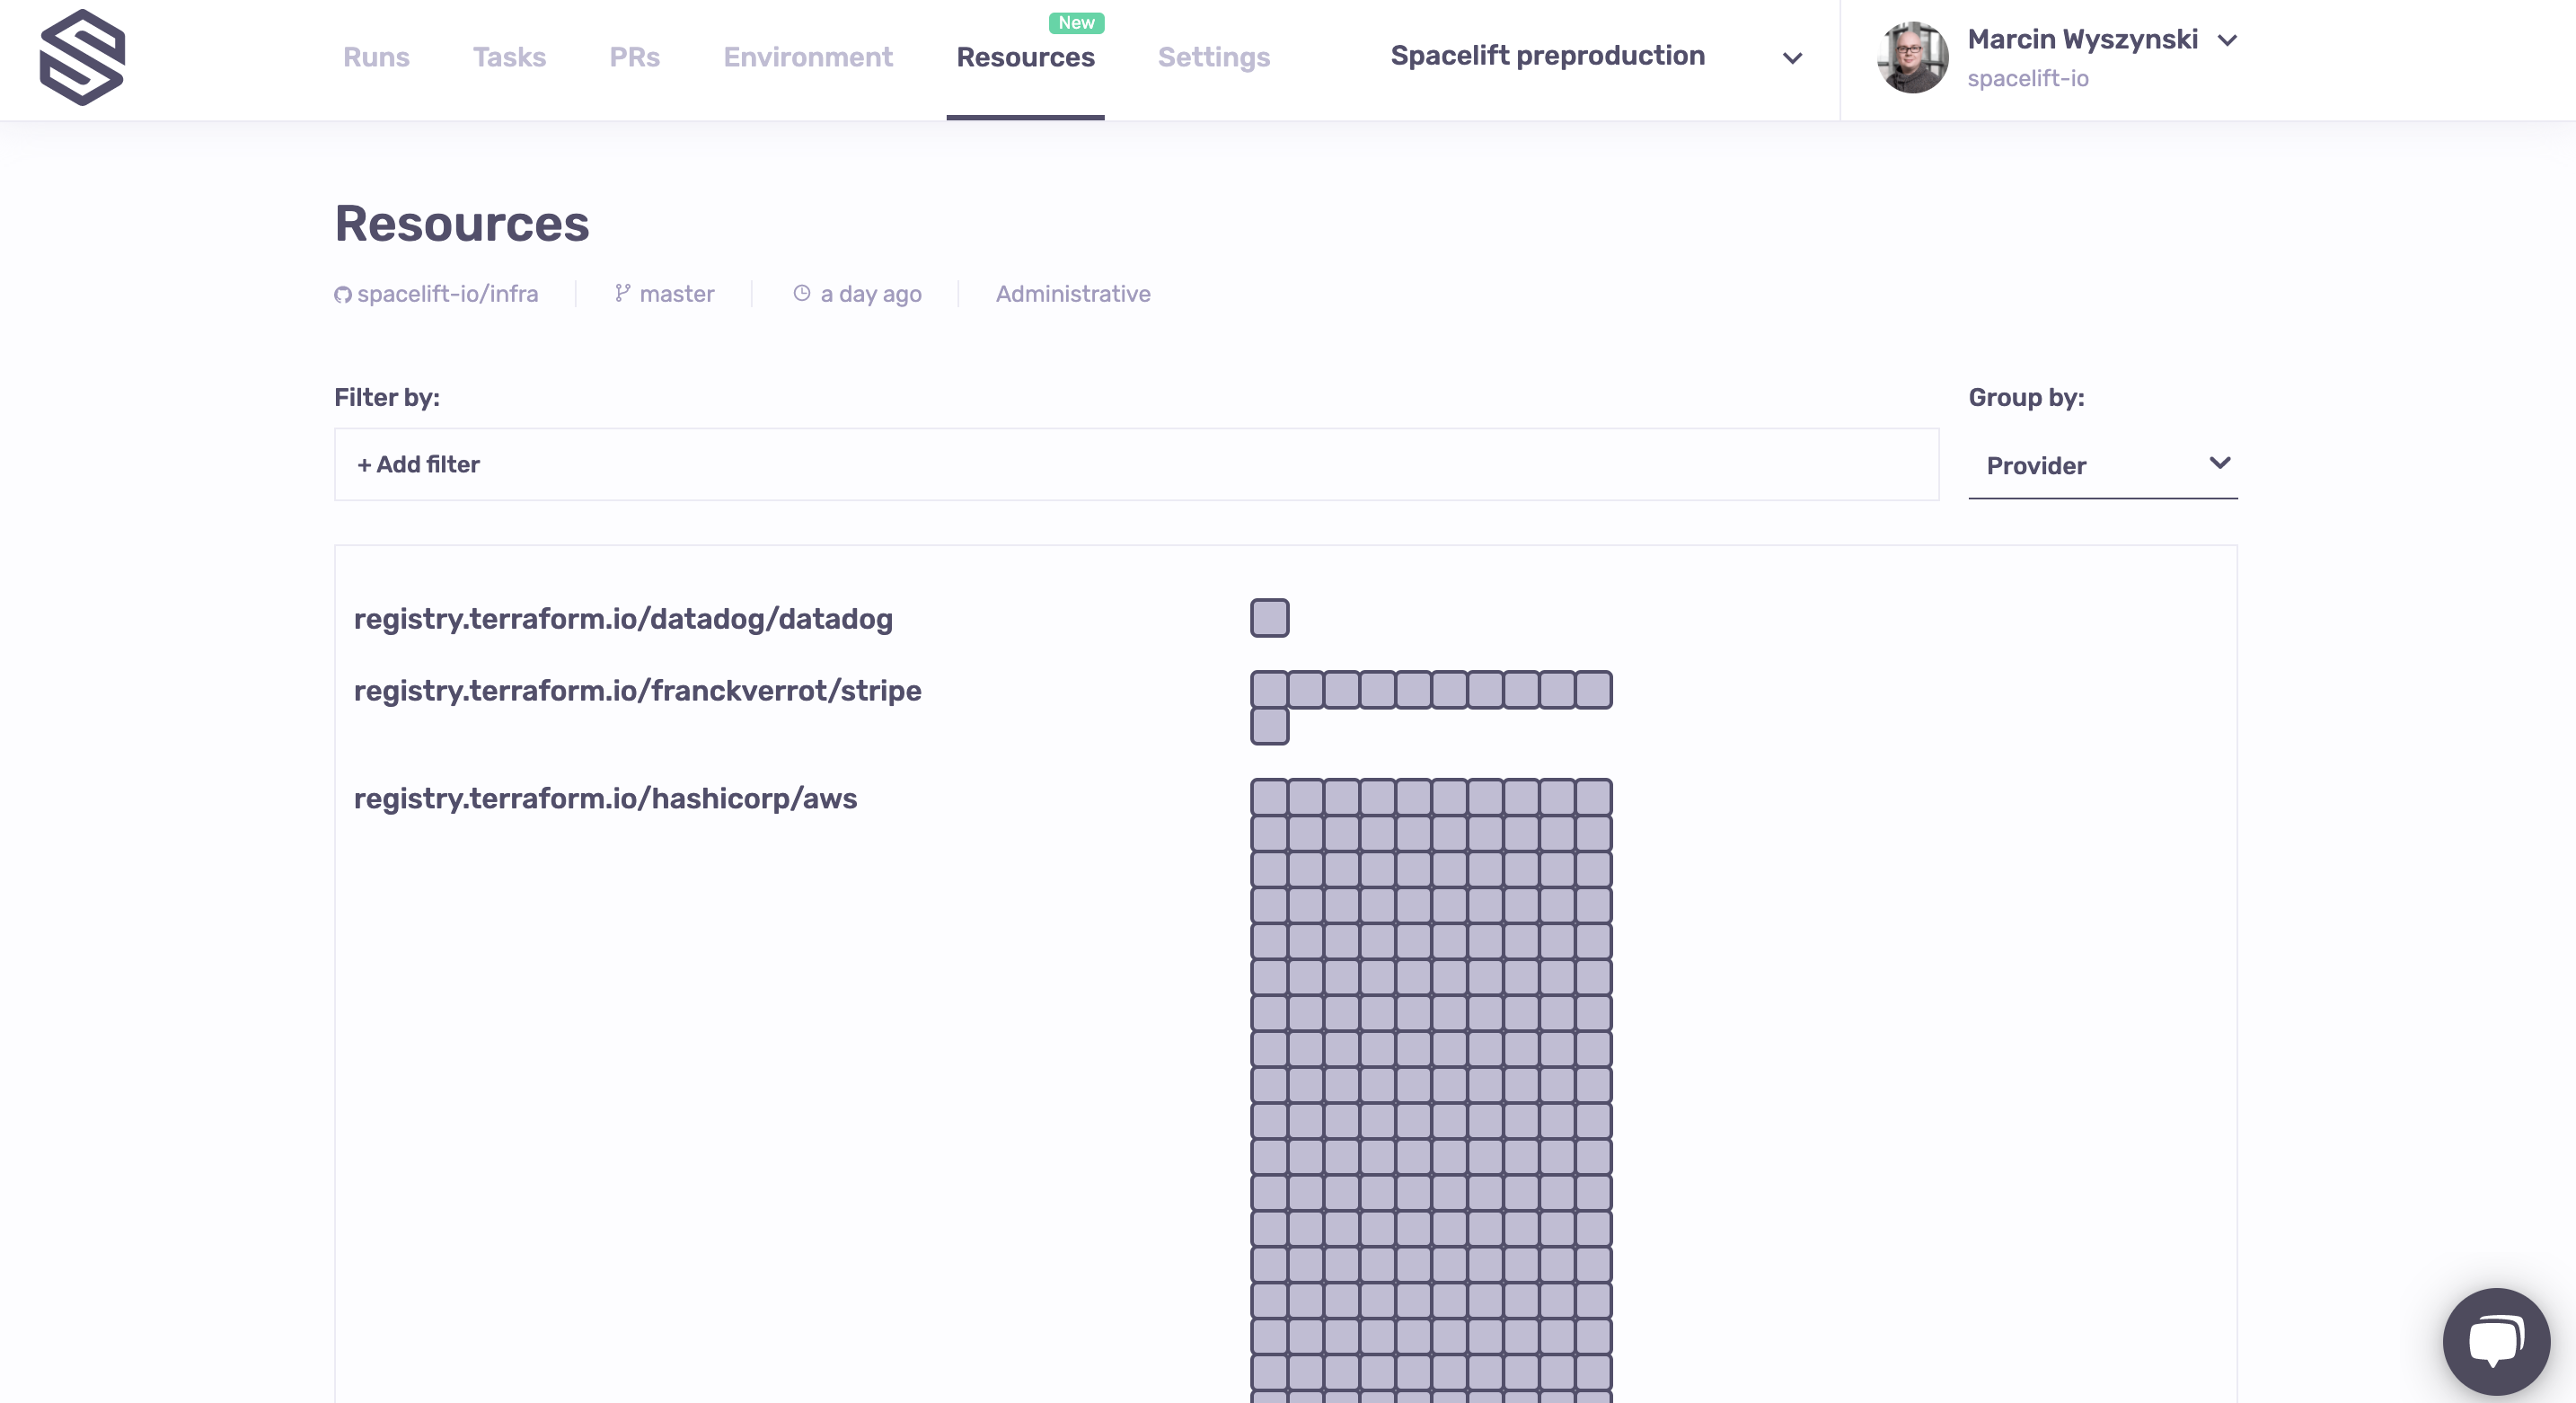 New
Runs Tasks PRs Environment Resources Settings Spacelift preproduction Marcin Wyszynski
spacelift-io
Resources
spacelift-io/infra master a day ago Administrative
Filter by: Group by:
+ Add filter Provider
registry.terraform.io/datadog/datadog
registry.terraform.io/franckverrot/stripe
registry.terraform.io/hashicorp/aws